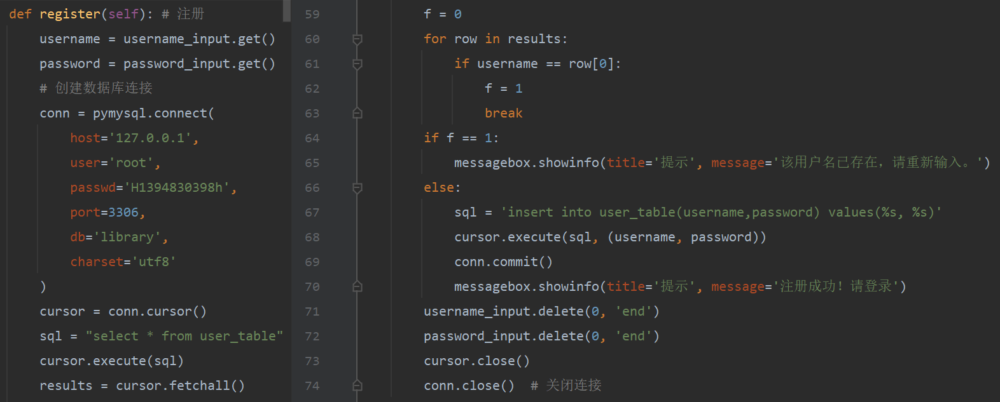 def register(self): # 注册
    username = username_input.get()
    password = password_input.get()
    # 创建数据库连接
    conn = pymysql.connect(
        host='127.0.0.1',
        user='root',
        passwd='H1394830398h',
        port=3306,
        db='library',
        charset='utf8'
    )
    cursor = conn.cursor()
    sql = "select * from user_table"
    cursor.execute(sql)
    results = cursor.fetchall()
59 f = 0
60 for row in results:
61     if username == row[0]:
62         f = 1
63         break
64 if f == 1:
65     messagebox.showinfo(title='提示', message='该用户名已存在，请重新输入。')
66 else:
67     sql = 'insert into user_table(username,password) values(%s, %s)'
68     cursor.execute(sql, (username, password))
69     conn.commit()
70     messagebox.showinfo(title='提示', message='注册成功！请登录')
71 username_input.delete(0, 'end')
72 password_input.delete(0, 'end')
73 cursor.close()
74 conn.close()  # 关闭连接